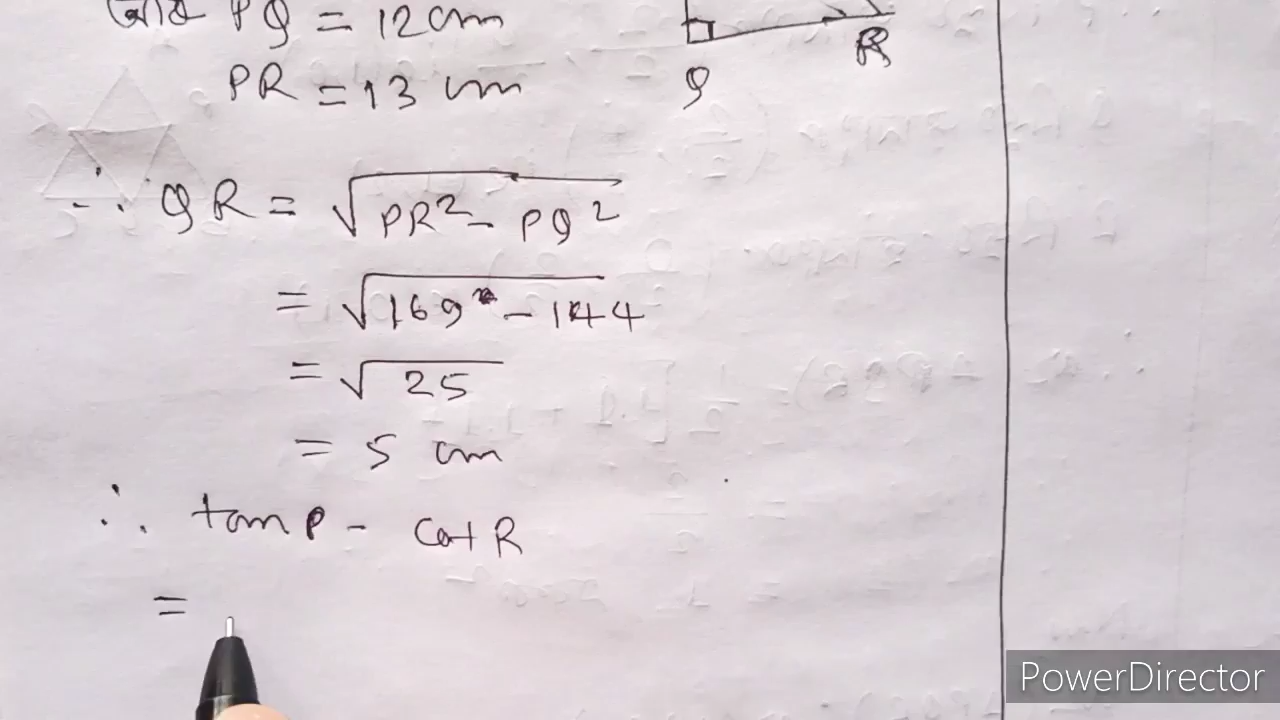 PQ = 12 cm
PR = 13 cm
Q
R
∴ QR = √PR² - PQ²
= √169 - 144
= √25
= 5 cm
∴ tan P - Cot R
=
PowerDirector